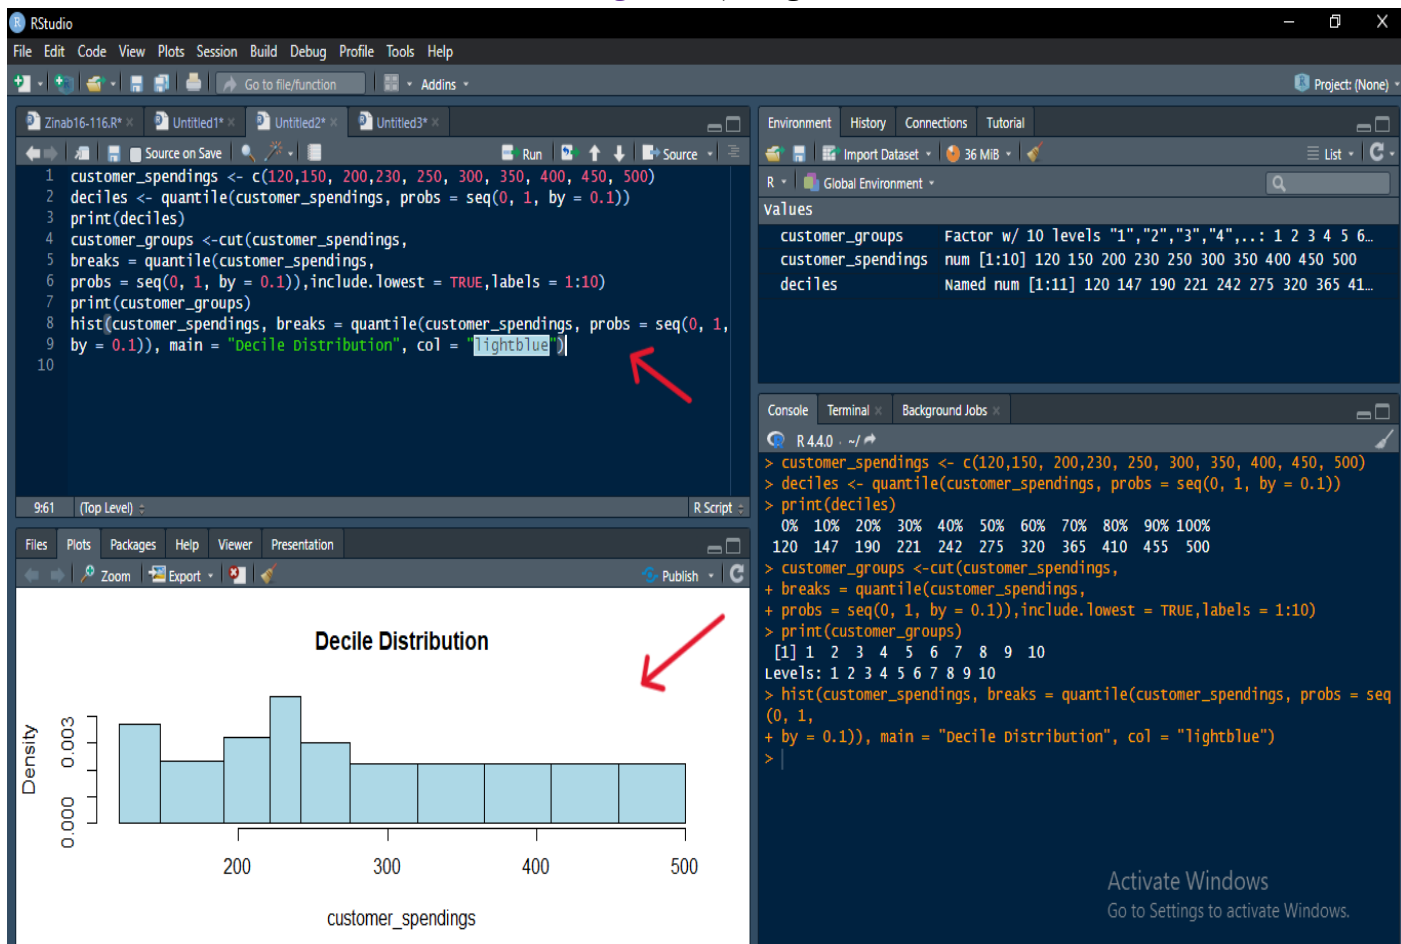 RStudio
File Edit Code View Plots Session Build Debug Profile Tools Help
Go to file/function Addins Project: (None)
Zinab16-116.R* Untitled1* Untitled2* Untitled3*
Source on Save Run Source
1 customer_spendings <- c(120,150, 200,230, 250, 300, 350, 400, 450, 500)
2 deciles <- quantile(customer_spendings, probs = seq(0, 1, by = 0.1))
3 print(deciles)
4 customer_groups <-cut(customer_spendings,
5 breaks = quantile(customer_spendings,
6 probs = seq(0, 1, by = 0.1)),include.lowest = TRUE,labels = 1:10)
7 print(customer_groups)
8 hist(customer_spendings, breaks = quantile(customer_spendings, probs = seq(0, 1,
9 by = 0.1)), main = "Decile Distribution", col = "lightblue")
10
9:61 (Top Level) R Script
Files Plots Packages Help Viewer Presentation
Zoom Export Publish
Decile Distribution
Density
0.003
0.000
200 300 400 500
customer_spendings
Environment History Connections Tutorial
Import Dataset 36 MiB List
R Global Environment
Values
customer_groups Factor w/ 10 levels "1","2","3","4",..: 1 2 3 4 5 6…
customer_spendings num [1:10] 120 150 200 230 250 300 350 400 450 500
deciles Named num [1:11] 120 147 190 221 242 275 320 365 41…
Console Terminal Background Jobs
R 4.4.0 · ~/
> customer_spendings <- c(120,150, 200,230, 250, 300, 350, 400, 450, 500)
> deciles <- quantile(customer_spendings, probs = seq(0, 1, by = 0.1))
> print(deciles)
0% 10% 20% 30% 40% 50% 60% 70% 80% 90% 100%
120 147 190 221 242 275 320 365 410 455 500
> customer_groups <-cut(customer_spendings,
+ breaks = quantile(customer_spendings,
+ probs = seq(0, 1, by = 0.1)),include.lowest = TRUE,labels = 1:10)
> print(customer_groups)
[1] 1 2 3 4 5 6 7 8 9 10
Levels: 1 2 3 4 5 6 7 8 9 10
> hist(customer_spendings, breaks = quantile(customer_spendings, probs = seq
(0, 1,
+ by = 0.1)), main = "Decile Distribution", col = "lightblue")
>
Activate Windows
Go to Settings to activate Windows.